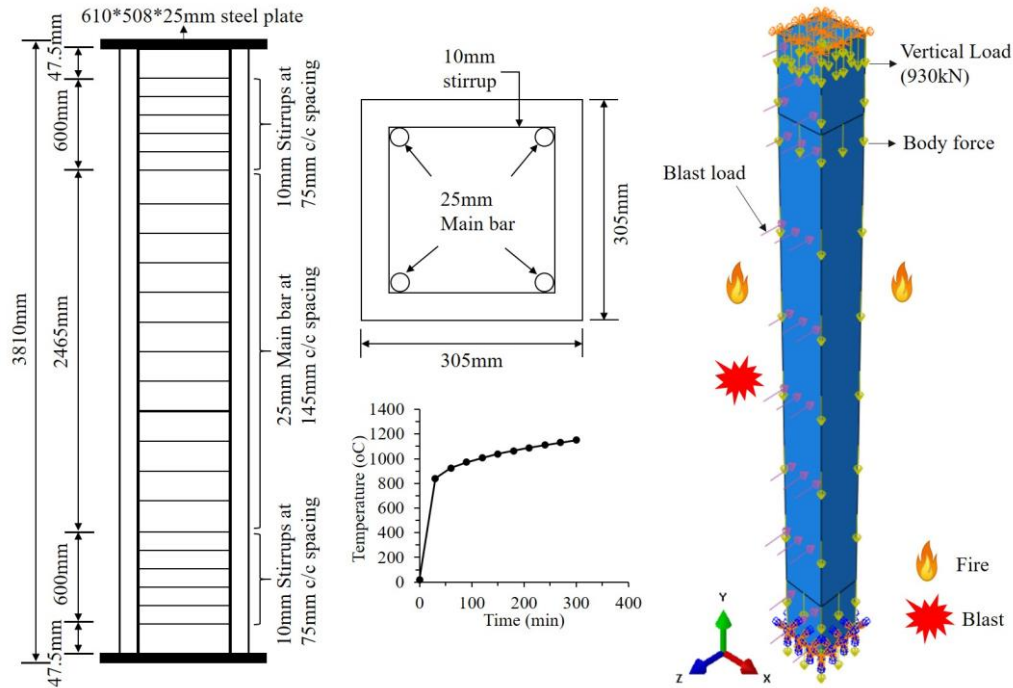 610*508*25mm steel plate
47.5mm
600mm
2465mm
3810mm
600mm
47.5mm
10mm Stirrups at
75mm c/c spacing
25mm Main bar at
145mm c/c spacing
10mm Stirrups at
75mm c/c spacing
10mm
stirrup
25mm
Main bar
305mm
305mm
Temperature (oC)
1400
1200
1000
800
600
400
200
0
0
100
200
300
400
Time (min)
Vertical Load
(930kN)
Body force
Blast load
Fire
Blast
Y
Z
X